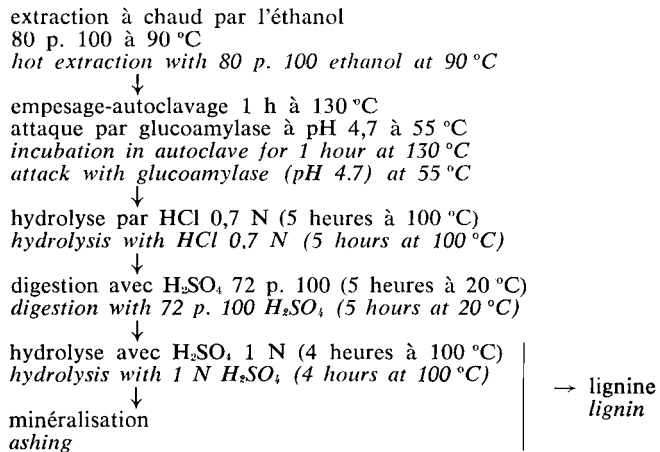 extraction à chaud par l'éthanol
80 p. 100 à 90 °C
hot extraction with 80 p. 100 ethanol at 90 °C
↓
empesage-autoclavage 1 h à 130 °C
attaque par glucoamylase à pH 4,7 à 55 °C
incubation in autoclave for 1 hour at 130 °C
attack with glucoamylase (pH 4.7) at 55 °C
↓
hydrolyse par HCl 0,7 N (5 heures à 100 °C)
hydrolysis with HCl 0,7 N (5 hours at 100 °C)
↓
digestion avec H₂SO₄ 72 p. 100 (5 heures à 20 °C)
digestion with 72 p. 100 H₂SO₄ (5 hours at 20 °C)
↓
hydrolyse avec H₂SO₄ 1 N (4 heures à 100 °C)
hydrolysis with 1 N H₂SO₄ (4 hours at 100 °C)
↓
minéralisation
ashing
→ lignine
lignin